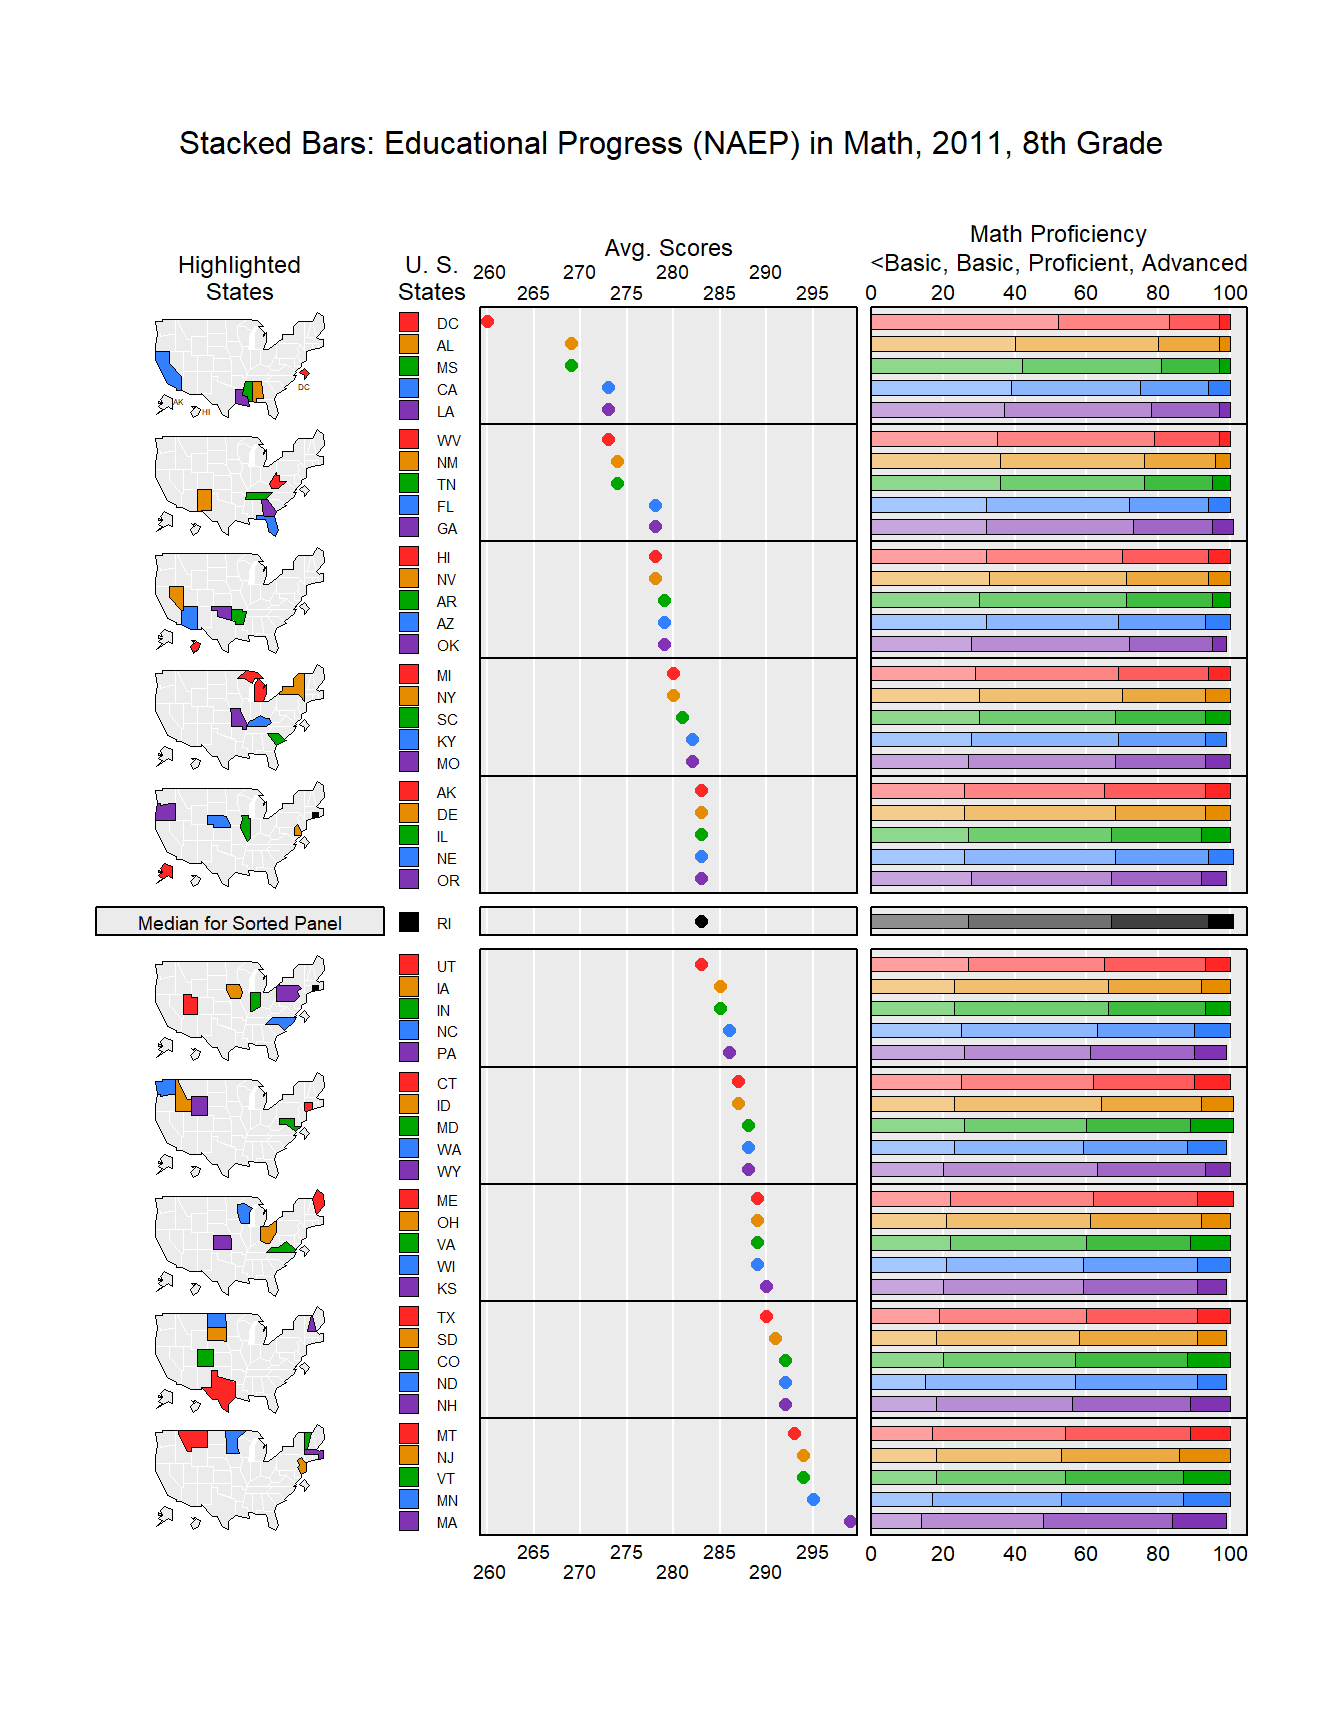 Stacked Bars: Educational Progress (NAEP) in Math, 2011, 8th Grade
Highlighted
States
U. S.
States
Avg. Scores
260 270 280 290
265 275 285 295
Math Proficiency
<Basic, Basic, Proficient, Advanced
0 20 40 60 80 100
AK
HI
DC
DC
AL
MS
CA
LA
WV
NM
TN
FL
GA
HI
NV
AR
AZ
OK
MI
NY
SC
KY
MO
AK
DE
IL
NE
OR
Median for Sorted Panel
RI
UT
IA
IN
NC
PA
CT
ID
MD
WA
WY
ME
OH
VA
WI
KS
TX
SD
CO
ND
NH
MT
NJ
VT
MN
MA
265 275 285 295
260 270 280 290
0 20 40 60 80 100